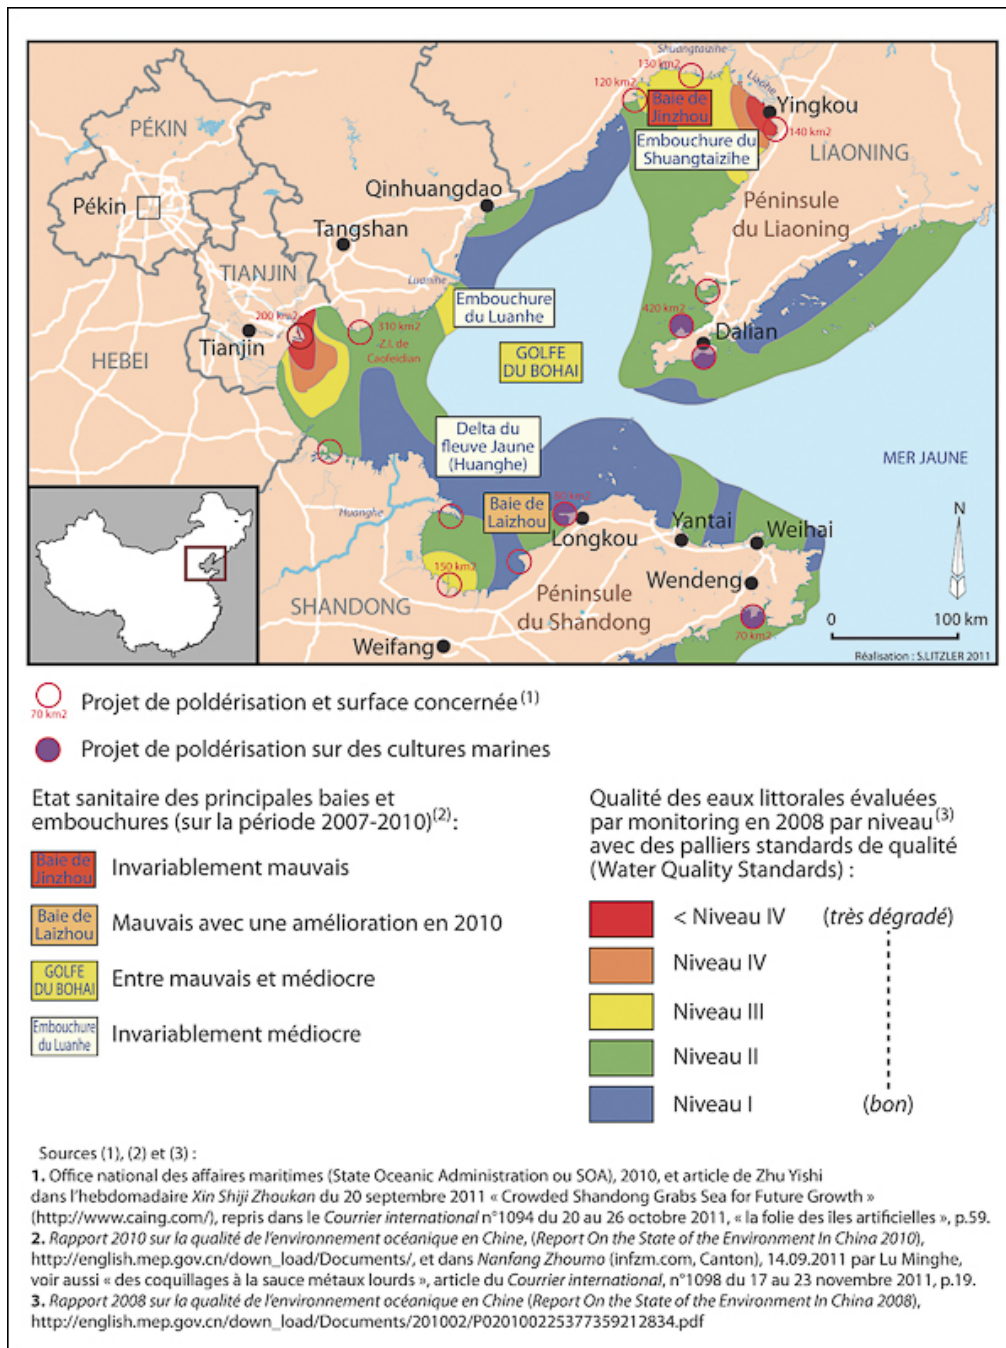 Shuangtaizihe
130 km2
120 km2
Liaohe
Baie de
Jinzhou
Yingkou
140 km2
Embouchure du
Shuangtaizihe
LIAONING
PÉKIN
Pékin
Qinhuangdao
Péninsule
du Liaoning
Tangshan
TIANJIN
Luanhe
Embouchure
du Luanhe
200 km2
310 km2
-Z.I. de
Caofeidian
420 km2
Tianjin
Dalian
HEBEI
GOLFE
DU BOHAI
Delta du
fleuve Jaune
(Huanghe)
MER JAUNE
Huanghe
Baie de
Laizhou
Longkou
Yantai
Weihai
N
150 km2
Wendeng
SHANDONG
Péninsule
du Shandong
70 km2
0
100 km
Weifang
Réalisation : S.LITZLER 2011
70 km2
Projet de poldérisation et surface concernée(1)
Projet de poldérisation sur des cultures marines
Etat sanitaire des principales baies et
embouchures (sur la période 2007-2010)(2):
Baie de
Jinzhou
Invariablement mauvais
Baie de
Laizhou
Mauvais avec une amélioration en 2010
GOLFE
DU BOHAI
Entre mauvais et médiocre
Embouchure
du Luanhe
Invariablement médiocre
Qualité des eaux littorales évaluées
par monitoring en 2008 par niveau(3)
avec des palliers standards de qualité
(Water Quality Standards) :
< Niveau IV (très dégradé)
Niveau IV
Niveau III
Niveau II
Niveau I (bon)
Sources (1), (2) et (3) :
1. Office national des affaires maritimes (State Oceanic Administration ou SOA), 2010, et article de Zhu Yishi
dans l'hebdomadaire Xin Shiji Zhoukan du 20 septembre 2011 « Crowded Shandong Grabs Sea for Future Growth »
(http://www.caing.com/), repris dans le Courrier international n°1094 du 20 au 26 octobre 2011, « la folie des îles artificielles », p.59.
2. Rapport 2010 sur la qualité de l'environnement océanique en Chine, (Report On the State of the Environment In China 2010),
http://english.mep.gov.cn/down_load/Documents/, et dans Nanfang Zhoumo (infzm.com, Canton), 14.09.2011 par Lu Minghe,
voir aussi « des coquillages à la sauce métaux lourds », article du Courrier international, n°1098 du 17 au 23 novembre 2011, p.19.
3. Rapport 2008 sur la qualité de l'environnement océanique en Chine (Report On the State of the Environment In China 2008),
http://english.mep.gov.cn/down_load/Documents/201002/P020100225377359212834.pdf